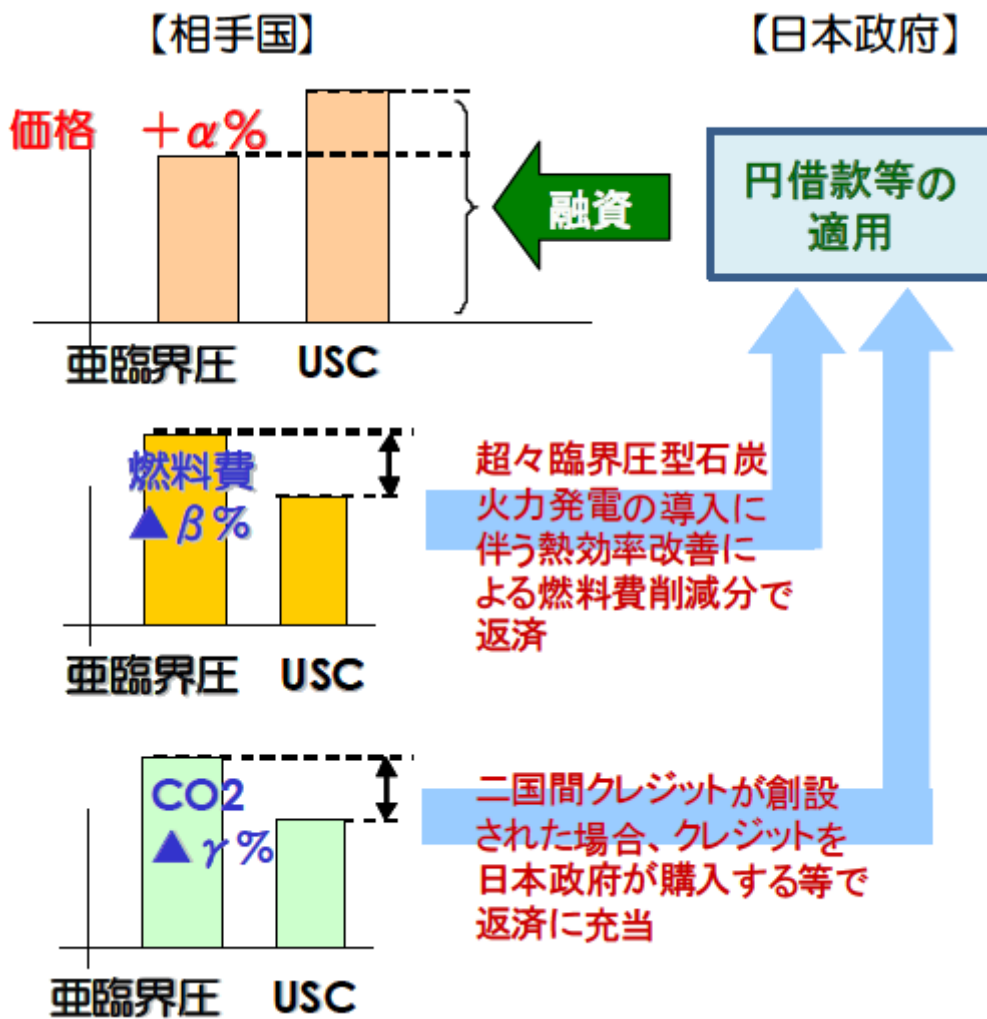 【相手国】
【日本政府】
価格 +α%
融資
円借款等の
適用
亜臨界圧 USC
燃料費
▲β%
超々臨界圧型石炭
火力発電の導入に
伴う熱効率改善に
よる燃料費削減分で
返済
亜臨界圧 USC
CO2
▲γ%
二国間クレジットが創設
された場合、クレジットを
日本政府が購入する等で
返済に充当
亜臨界圧 USC